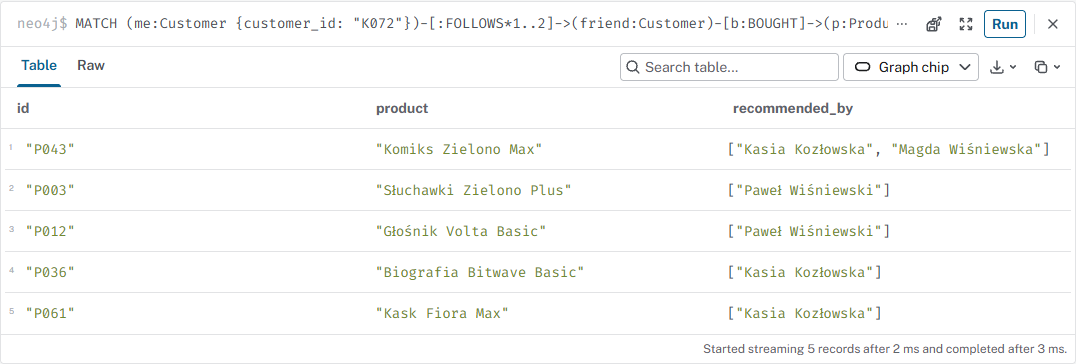 neo4j$ MATCH (me:Customer {customer_id: "K072"})-[:FOLLOWS*1..2]->(friend:Customer)-[b:BOUGHT]->(p:Produ ··· Run
Table Raw Search table... Graph chip
id product recommended_by
1 "P043" "Komiks Zielono Max" ["Kasia Kozłowska", "Magda Wiśniewska"]
2 "P003" "Słuchawki Zielono Plus" ["Paweł Wiśniewski"]
3 "P012" "Głośnik Volta Basic" ["Paweł Wiśniewski"]
4 "P036" "Biografia Bitwave Basic" ["Kasia Kozłowska"]
5 "P061" "Kask Fiora Max" ["Kasia Kozłowska"]
Started streaming 5 records after 2 ms and completed after 3 ms.